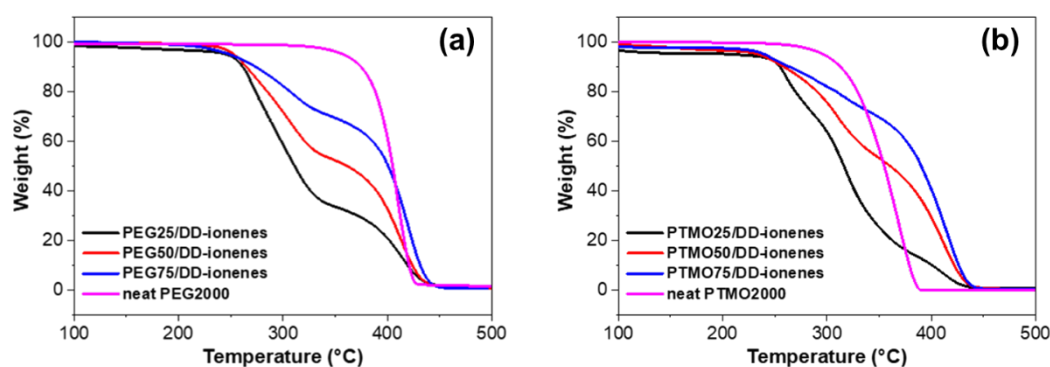 (a)
Weight (%)
100
80
60
40
20
0
PEG25/DD-ionenes
PEG50/DD-ionenes
PEG75/DD-ionenes
neat PEG2000
100
200
300
400
500
Temperature (°C)
(b)
Weight (%)
100
80
60
40
20
0
PTMO25/DD-ionenes
PTMO50/DD-ionenes
PTMO75/DD-ionenes
neat PTMO2000
100
200
300
400
500
Temperature (°C)